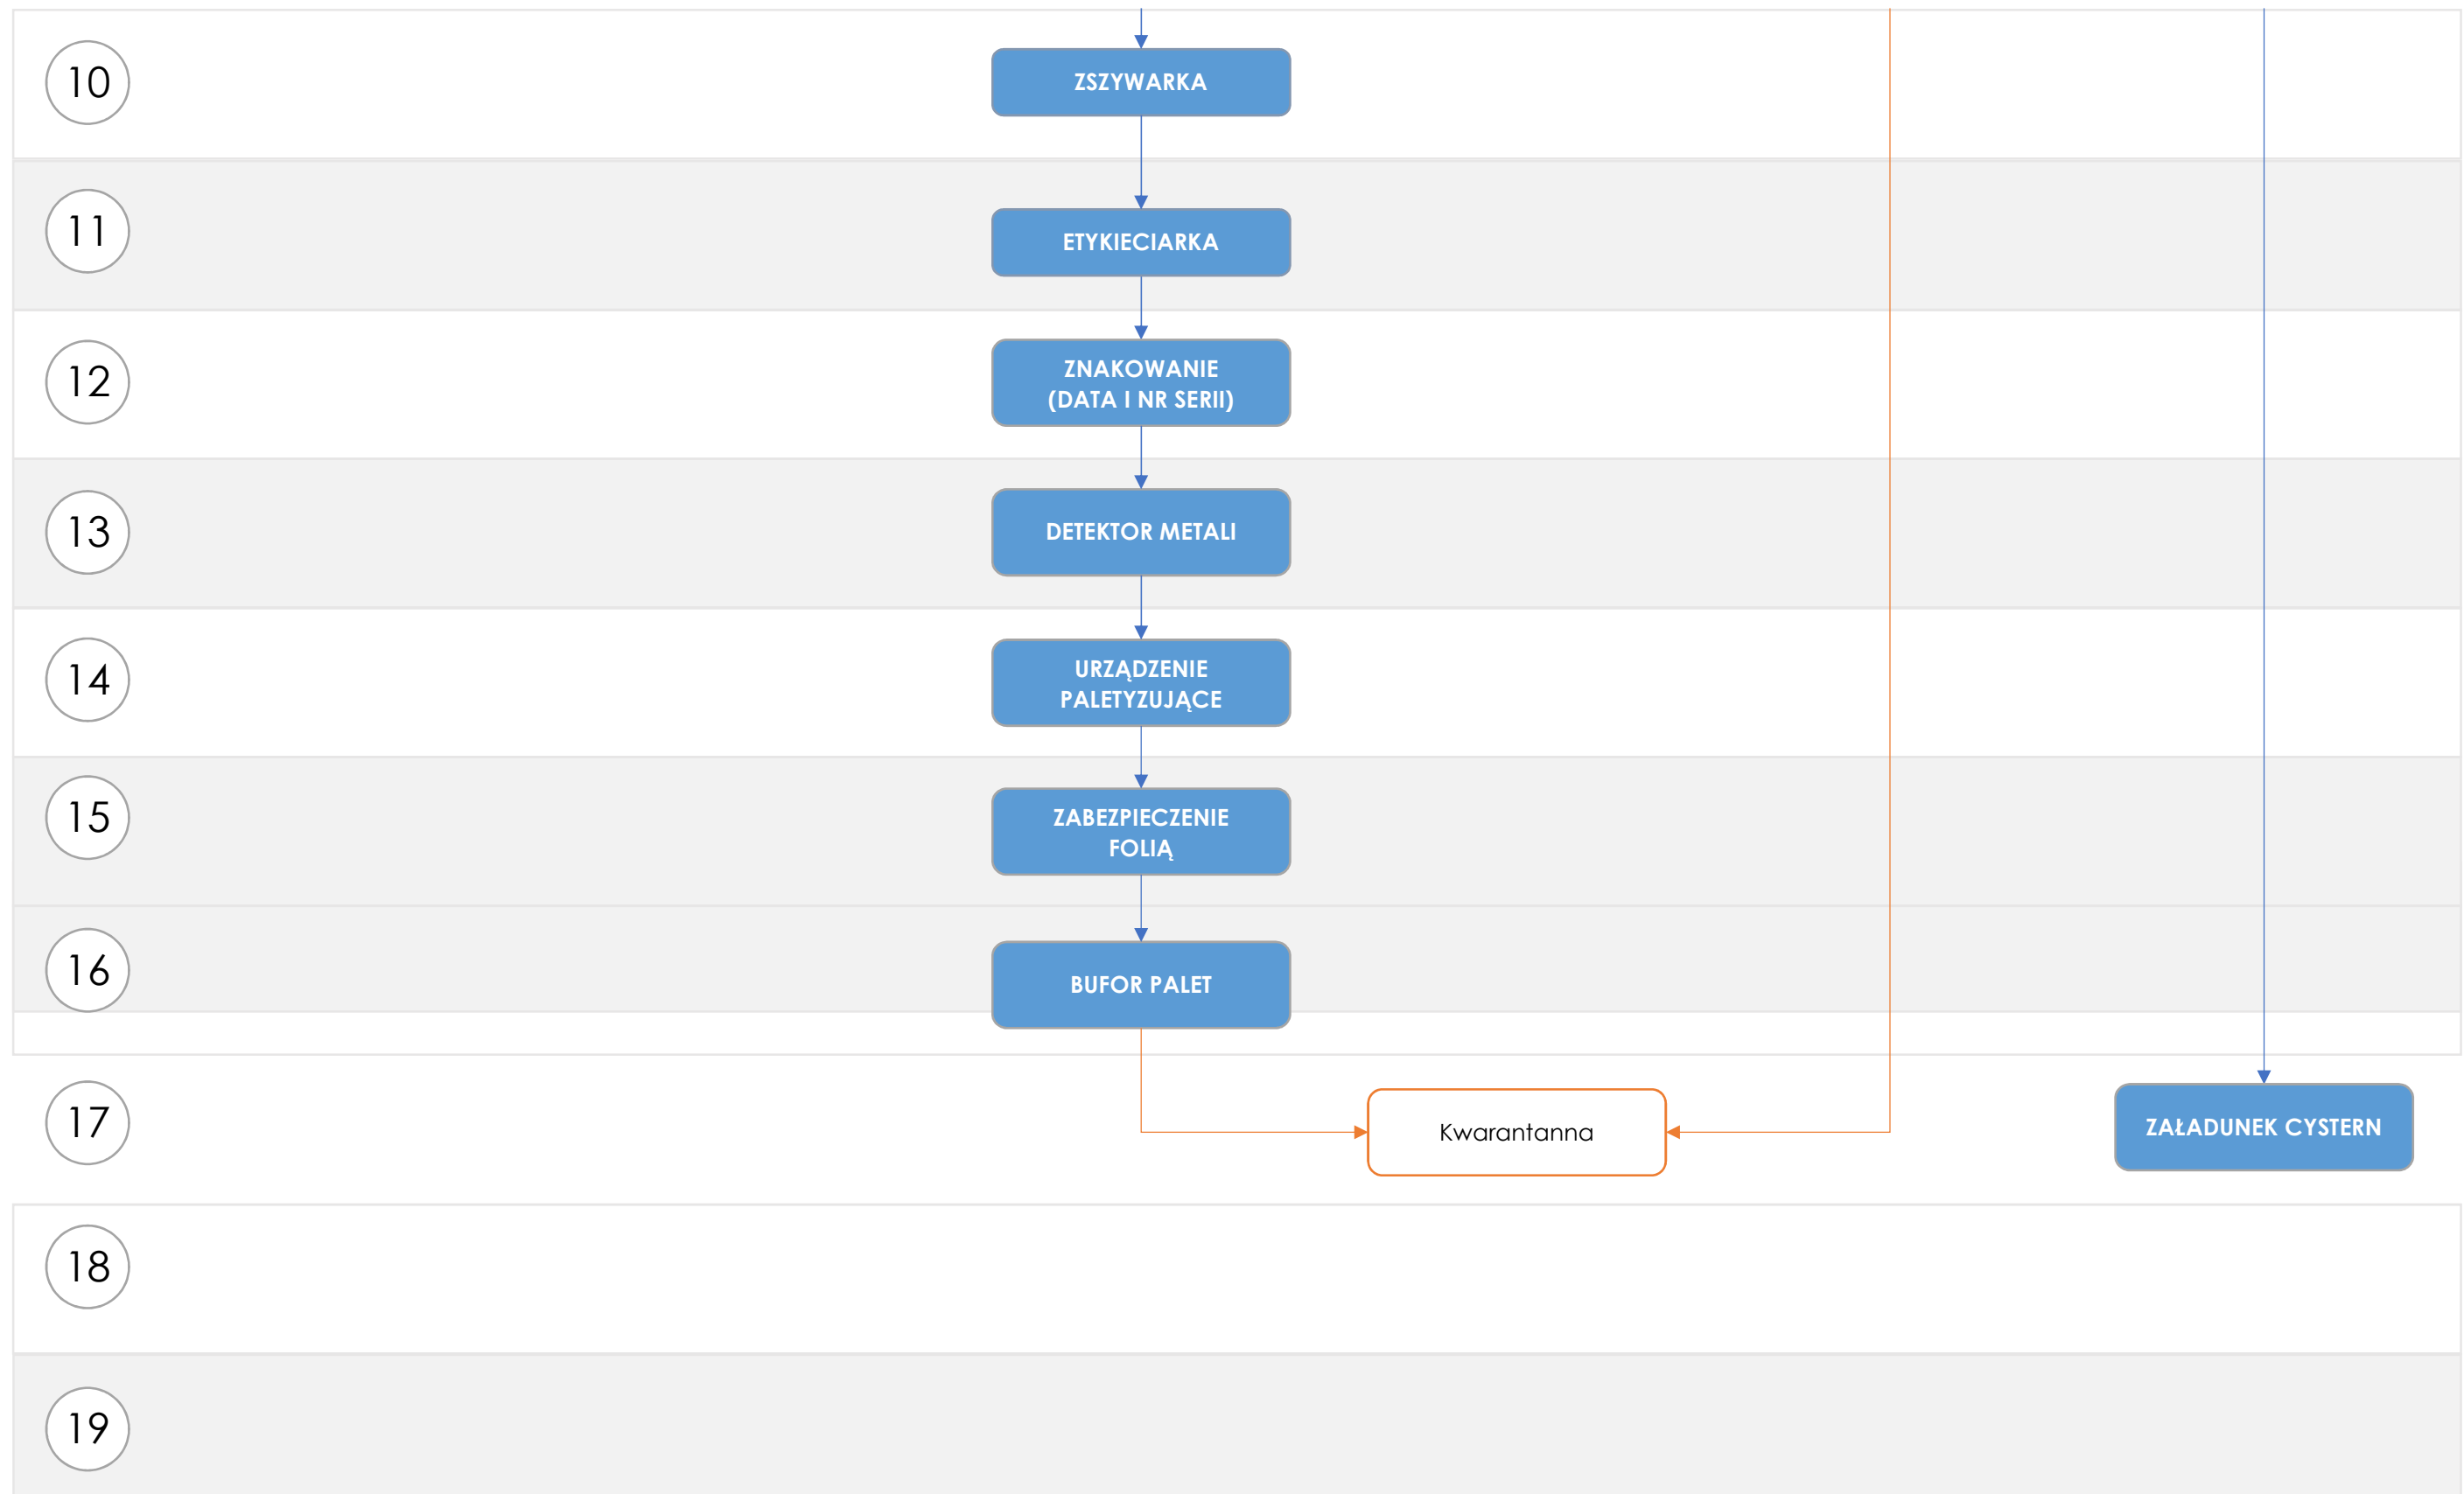 10
ZSZYWARKA
11
ETYKIECIARKA
12
ZNAKOWANIE
(DATA I NR SERII)
13
DETEKTOR METALI
14
URZĄDZENIE
PALETYZUJĄCE
15
ZABEZPIECZENIE
FOLIĄ
16
BUFOR PALET
17
Kwarantanna
ZAŁADUNEK CYSTERN
18
19